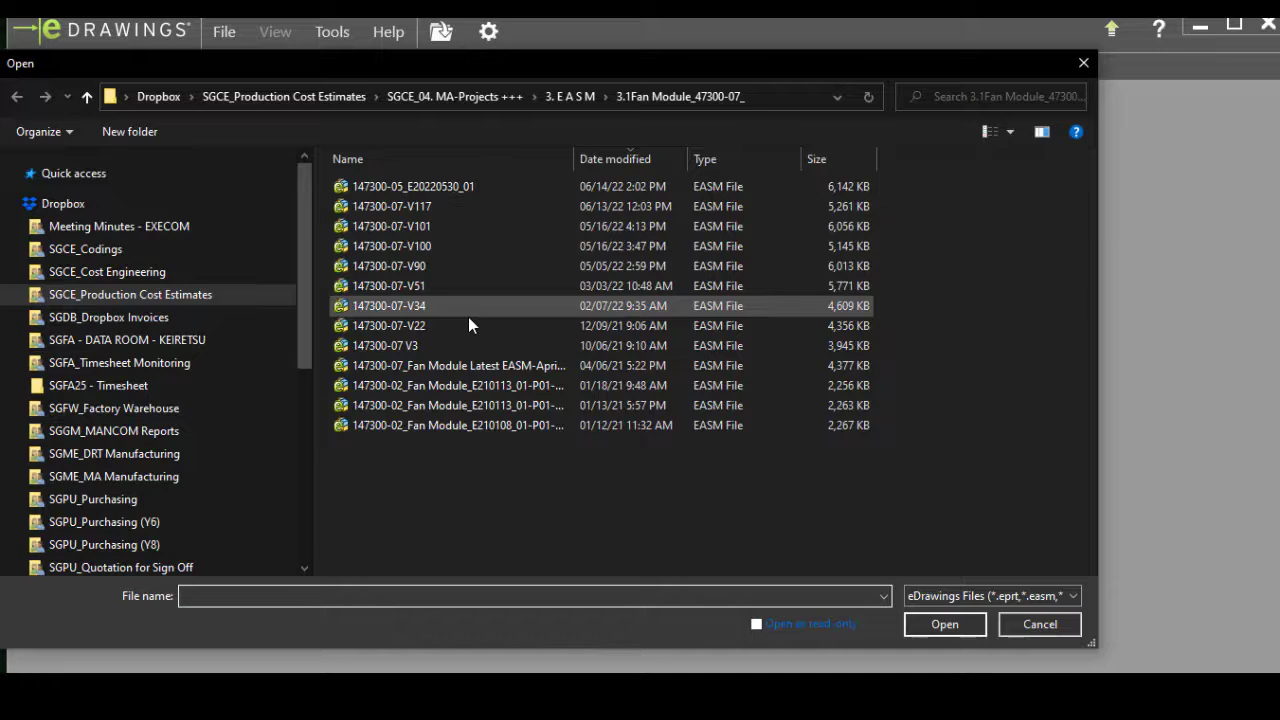 eDRAWINGS® File View Tools Help ?
Open
Dropbox › SGCE_Production Cost Estimates › SGCE_04. MA-Projects +++ › 3. E A S M › 3.1Fan Module_47300-07_ Search 3.1Fan Module_47300...
Organize New folder ?
Name Date modified Type Size
Quick access
Dropbox
Meeting Minutes - EXECOM
SGCE_Codings
SGCE_Cost Engineering
SGCE_Production Cost Estimates
SGDB_Dropbox Invoices
SGFA - DATA ROOM - KEIRETSU
SGFA_Timesheet Monitoring
SGFA25 - Timesheet
SGFW_Factory Warehouse
SGGM_MANCOM Reports
SGME_DRT Manufacturing
SGME_MA Manufacturing
SGPU_Purchasing
SGPU_Purchasing (Y6)
SGPU_Purchasing (Y8)
SGPU_Quotation for Sign Off
147300-05_E20220530_01 06/14/22 2:02 PM EASM File 6,142 KB
147300-07-V117 06/13/22 12:03 PM EASM File 5,261 KB
147300-07-V101 05/16/22 4:13 PM EASM File 6,056 KB
147300-07-V100 05/16/22 3:47 PM EASM File 5,145 KB
147300-07-V90 05/05/22 2:59 PM EASM File 6,013 KB
147300-07-V51 03/03/22 10:48 AM EASM File 5,771 KB
147300-07-V34 02/07/22 9:35 AM EASM File 4,609 KB
147300-07-V22 12/09/21 9:06 AM EASM File 4,356 KB
147300-07 V3 10/06/21 9:10 AM EASM File 3,945 KB
147300-07_Fan Module Latest EASM-Apri... 04/06/21 5:22 PM EASM File 4,377 KB
147300-02_Fan Module_E210113_01-P01-... 01/18/21 9:48 AM EASM File 2,256 KB
147300-02_Fan Module_E210113_01-P01-... 01/13/21 5:57 PM EASM File 2,263 KB
147300-02_Fan Module_E210108_01-P01-... 01/12/21 11:32 AM EASM File 2,267 KB
File name: eDrawings Files (*.eprt,*.easm,*
Open as read-only Open Cancel